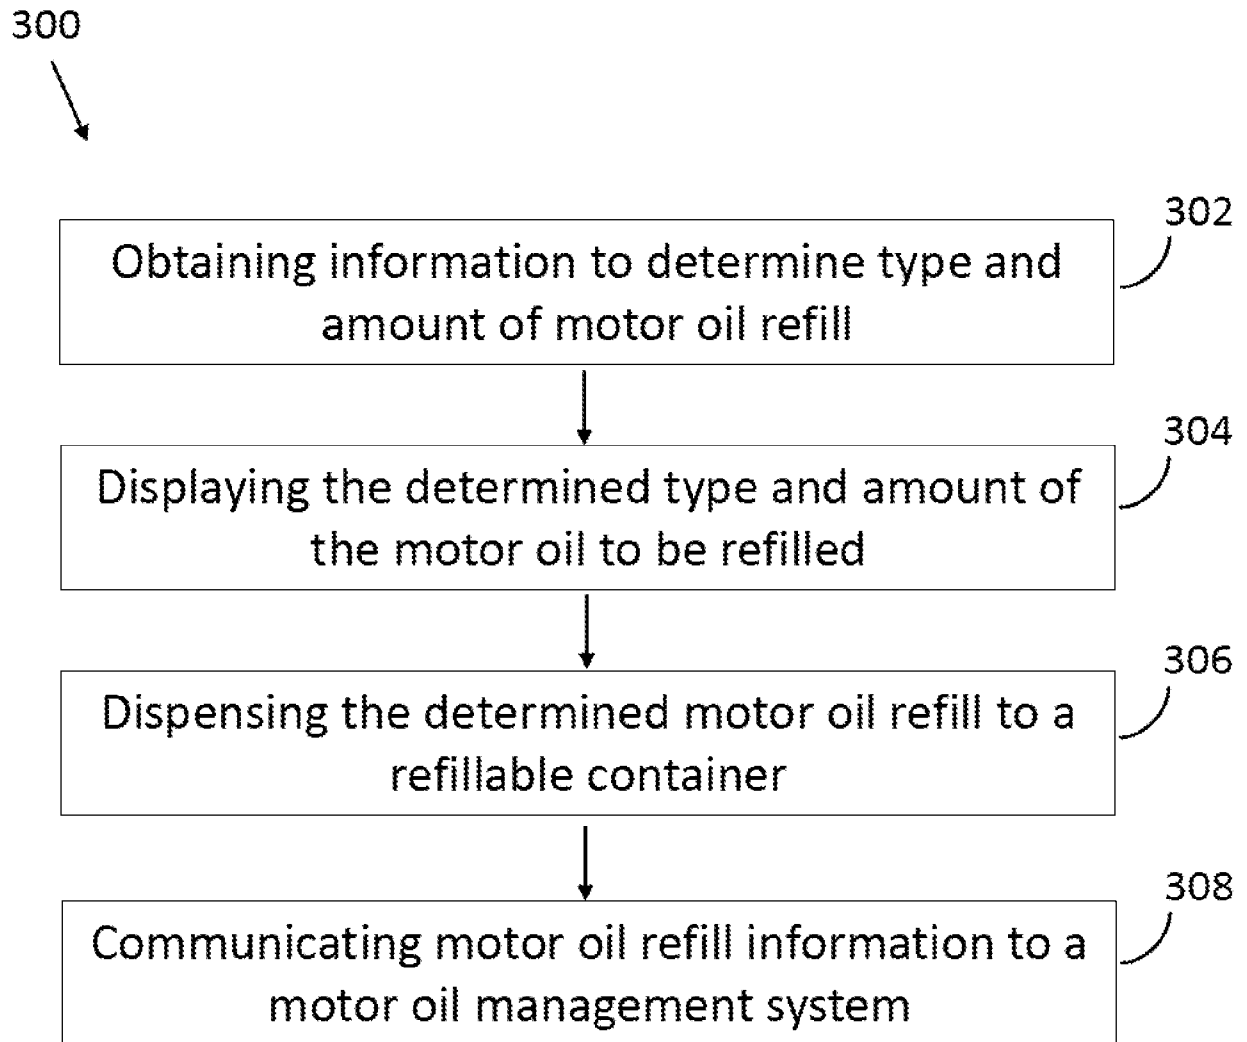 300
302
Obtaining information to determine type and
amount of motor oil refill
304
Displaying the determined type and amount of
the motor oil to be refilled
306
Dispensing the determined motor oil refill to a
refillable container
308
Communicating motor oil refill information to a
motor oil management system